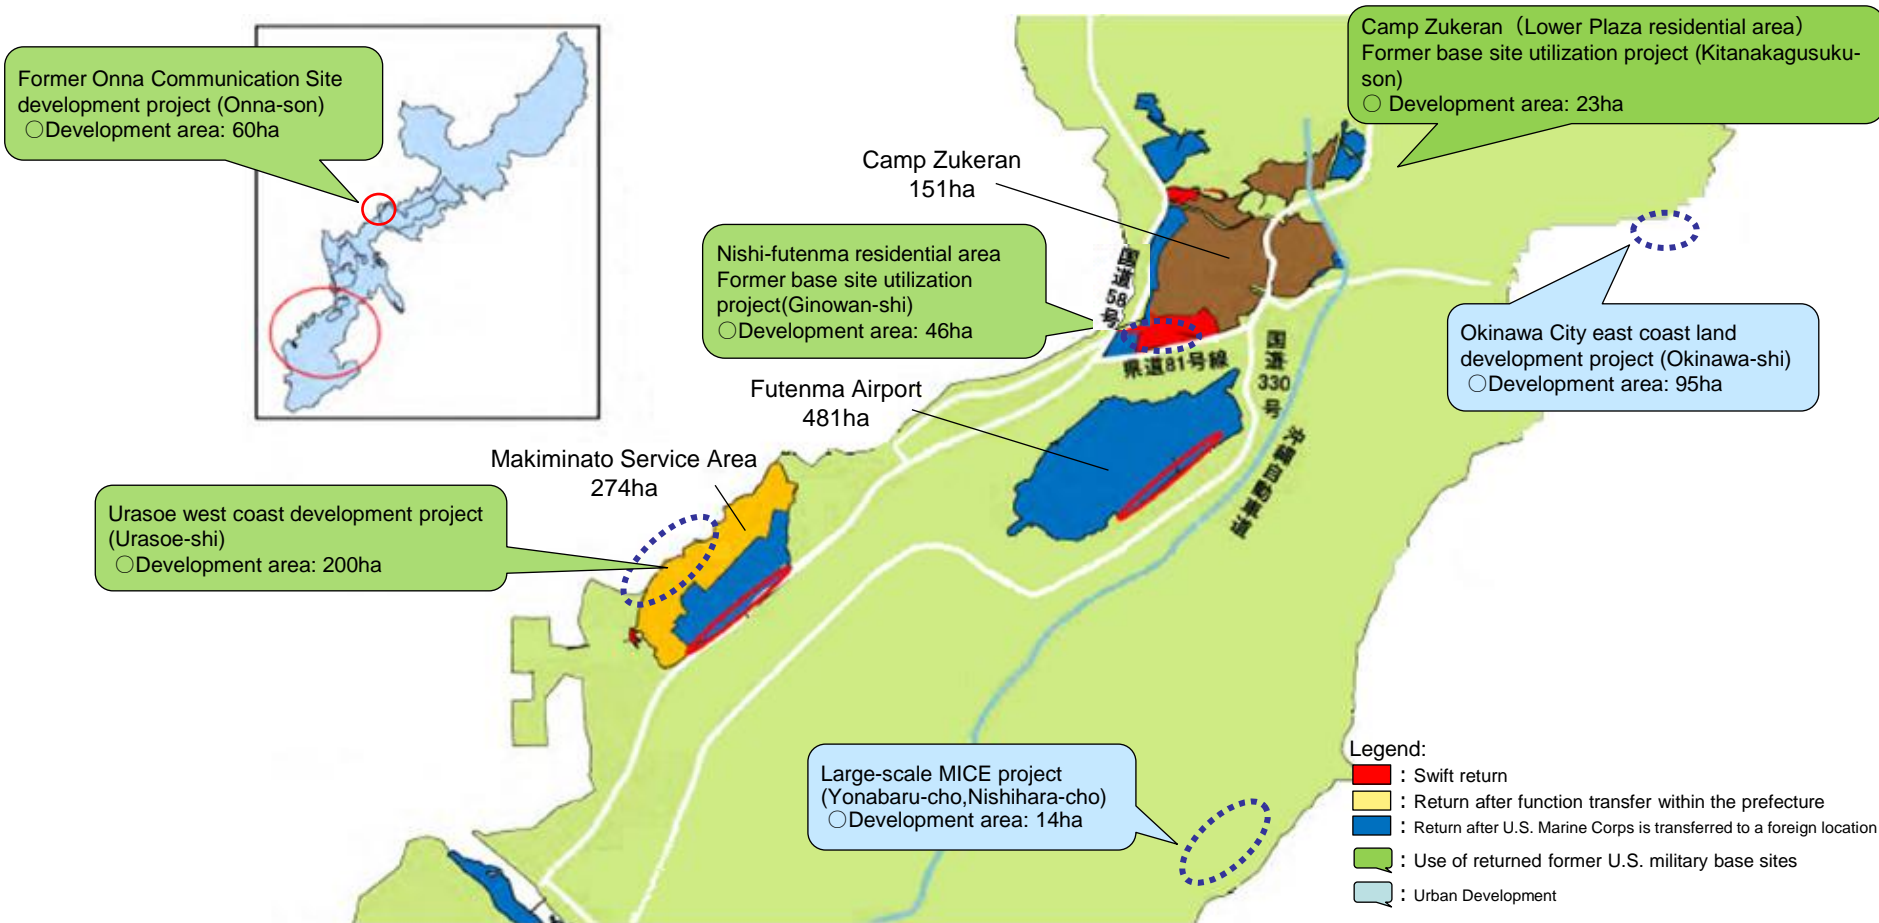 Former Onna Communication Site
development project (Onna-son)
○Development area: 60ha
Camp Zukeran（Lower Plaza residential area）
Former base site utilization project (Kitanakagusuku-
son)
○ Development area: 23ha
Camp Zukeran
151ha
Nishi-futenma residential area
Former base site utilization
project(Ginowan-shi)
○Development area: 46ha
国道58号
県道81号線
国道330号
沖縄自動車道
Okinawa City east coast land
development project (Okinawa-shi)
○Development area: 95ha
Futenma Airport
481ha
Makiminato Service Area
274ha
Urasoe west coast development project
(Urasoe-shi)
○Development area: 200ha
Large-scale MICE project
(Yonabaru-cho,Nishihara-cho)
○Development area: 14ha
Legend:
: Swift return
: Return after function transfer within the prefecture
: Return after U.S. Marine Corps is transferred to a foreign location
: Use of returned former U.S. military base sites
: Urban Development